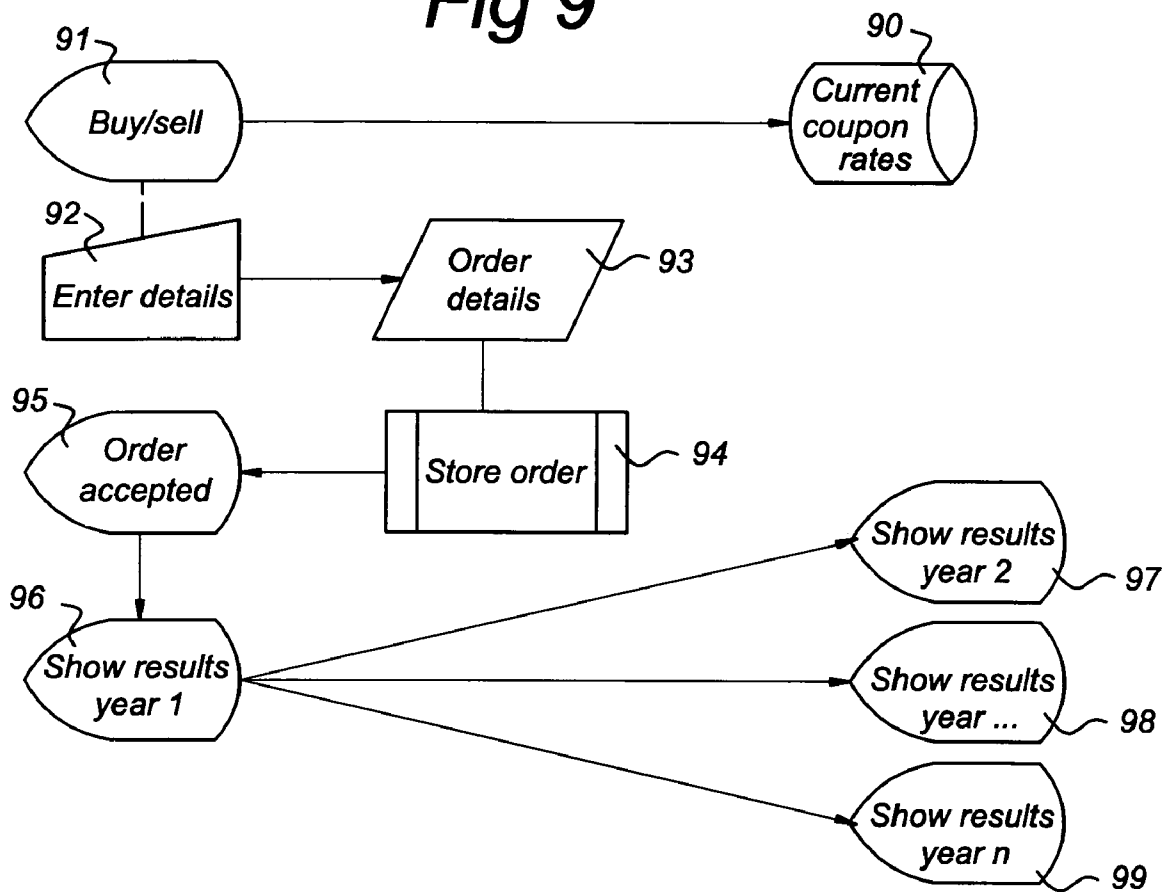 Fig 9
91
Buy/sell
90
Current
coupon
rates
92
Enter details
Order
details
93
95
Order
accepted
Store order
94
96
Show results
year 1
Show results
year 2
97
Show results
year ...
98
Show results
year n
99